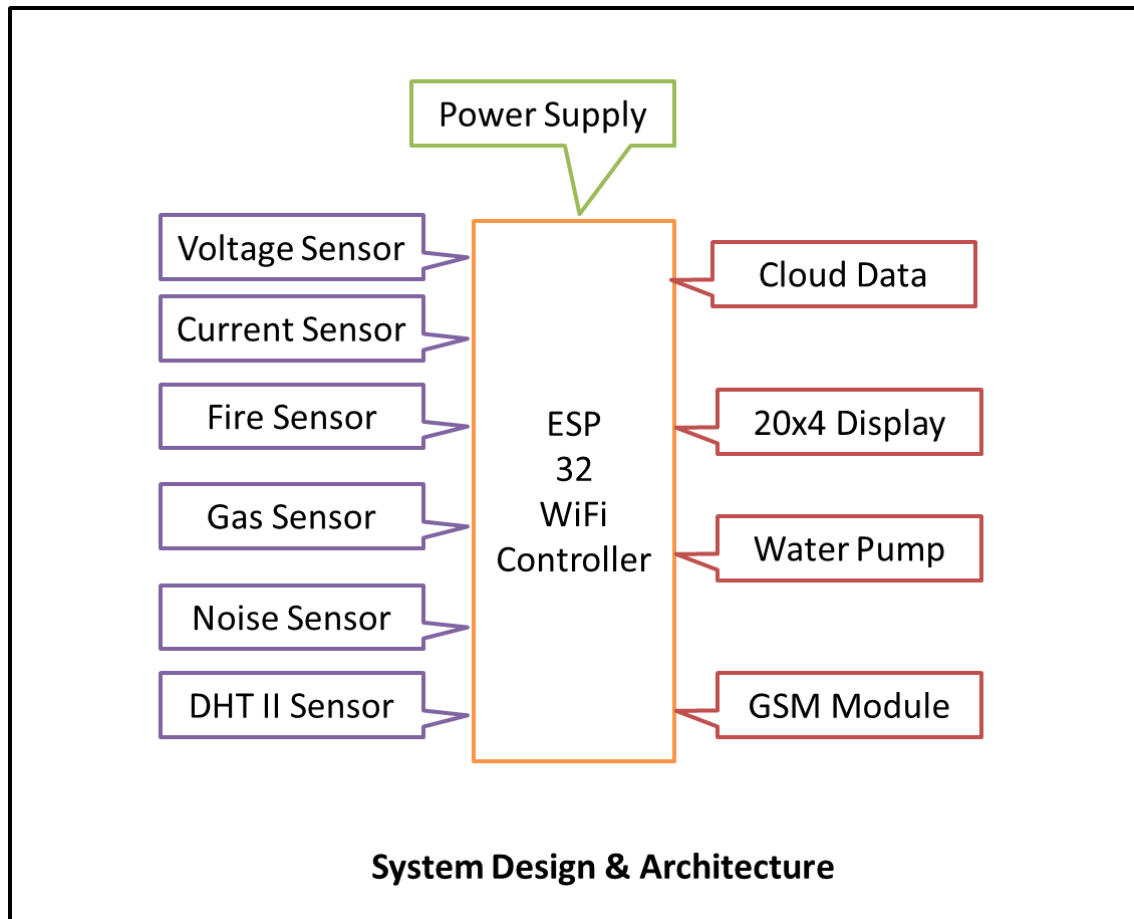 Power Supply
Voltage Sensor
Current Sensor
Fire Sensor
Gas Sensor
Noise Sensor
DHT II Sensor
ESP
32
WiFi
Controller
Cloud Data
20x4 Display
Water Pump
GSM Module
System Design & Architecture